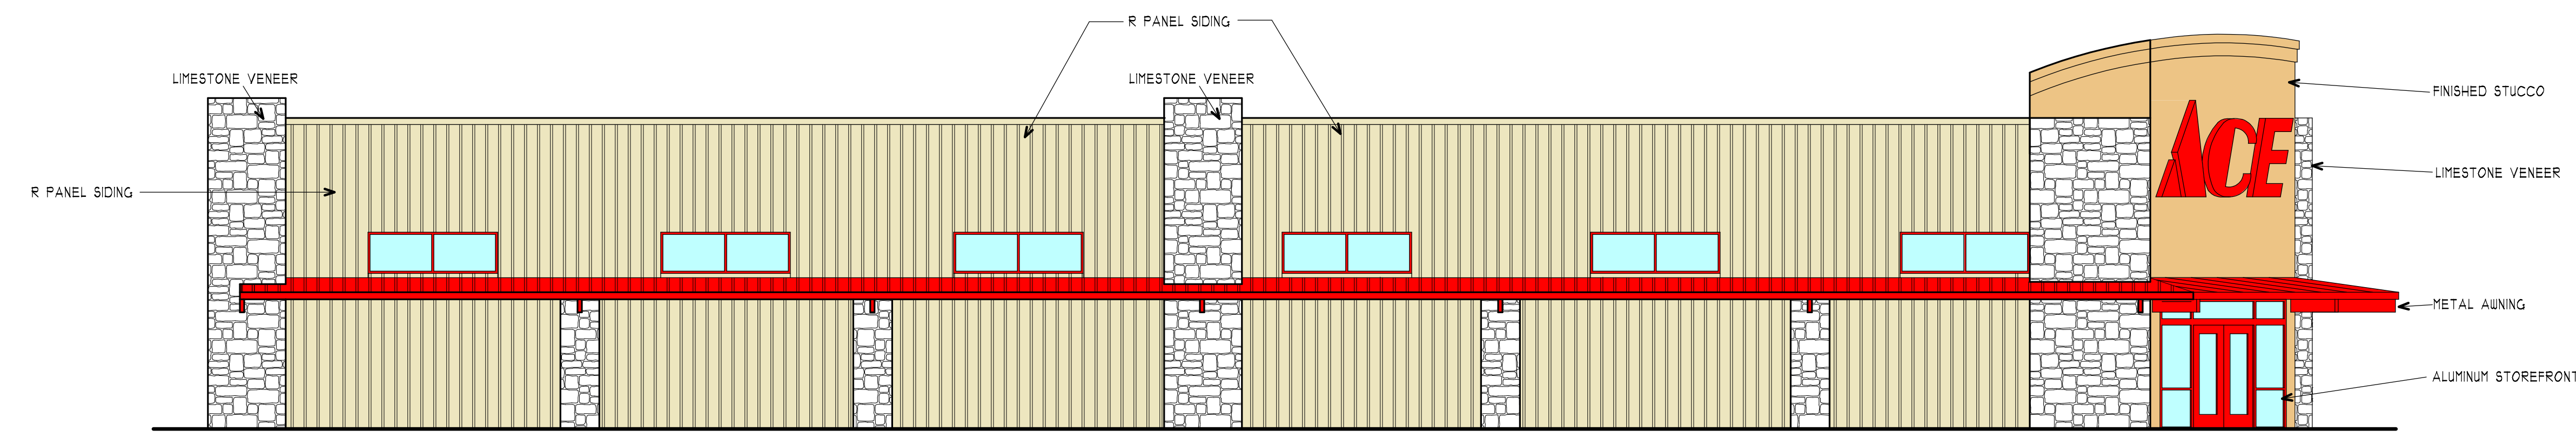 R PANEL SIDING
LIMESTONE VENEER
LIMESTONE VENEER
FINISHED STUCCO
ACE
LIMESTONE VENEER
R PANEL SIDING
METAL AWNING
ALUMINUM STOREFRONT